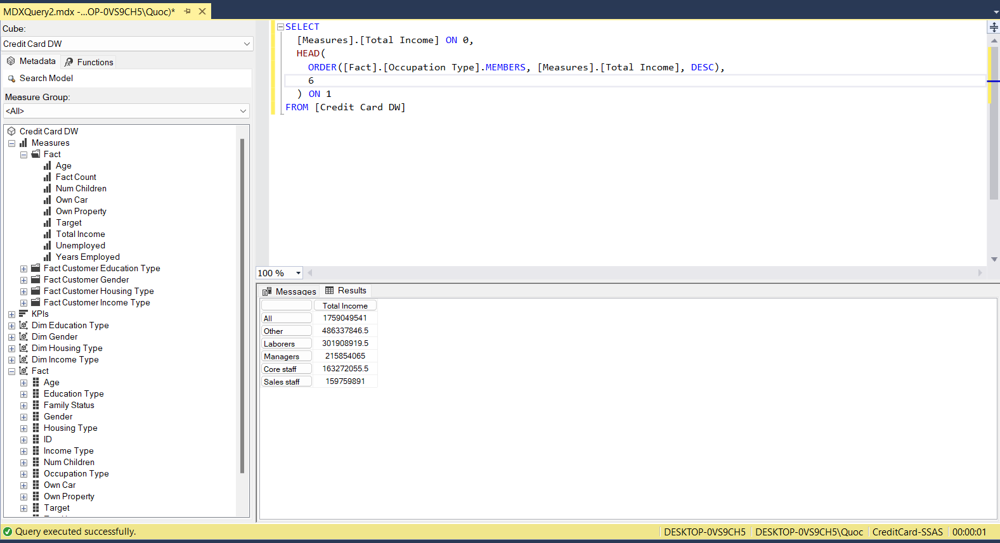 MDXQuery2.mdx -...OP-0VS9CH5\Quoc)*
Cube:
Credit Card DW
Metadata
Functions
Search Model
Measure Group:
<All>
Credit Card DW
Measures
Fact
Age
Fact Count
Num Children
Own Car
Own Property
Target
Total Income
Unemployed
Years Employed
Fact Customer Education Type
Fact Customer Gender
Fact Customer Housing Type
Fact Customer Income Type
KPIs
Dim Education Type
Dim Gender
Dim Housing Type
Dim Income Type
Fact
Age
Education Type
Family Status
Gender
Housing Type
ID
Income Type
Num Children
Occupation Type
Own Car
Own Property
Target
SELECT
[Measures].[Total Income] ON 0,
HEAD(
ORDER([Fact].[Occupation Type].MEMBERS, [Measures].[Total Income], DESC),
6
) ON 1
FROM [Credit Card DW]
100 %
Messages
Results
Total Income
All 1759049541
Other 486337846.5
Laborers 301908919.5
Managers 215854065
Core staff 163272055.5
Sales staff 159759891
Query executed successfully.
DESKTOP-0VS9CH5
DESKTOP-0VS9CH5\Quoc
CreditCard-SSAS
00:00:01